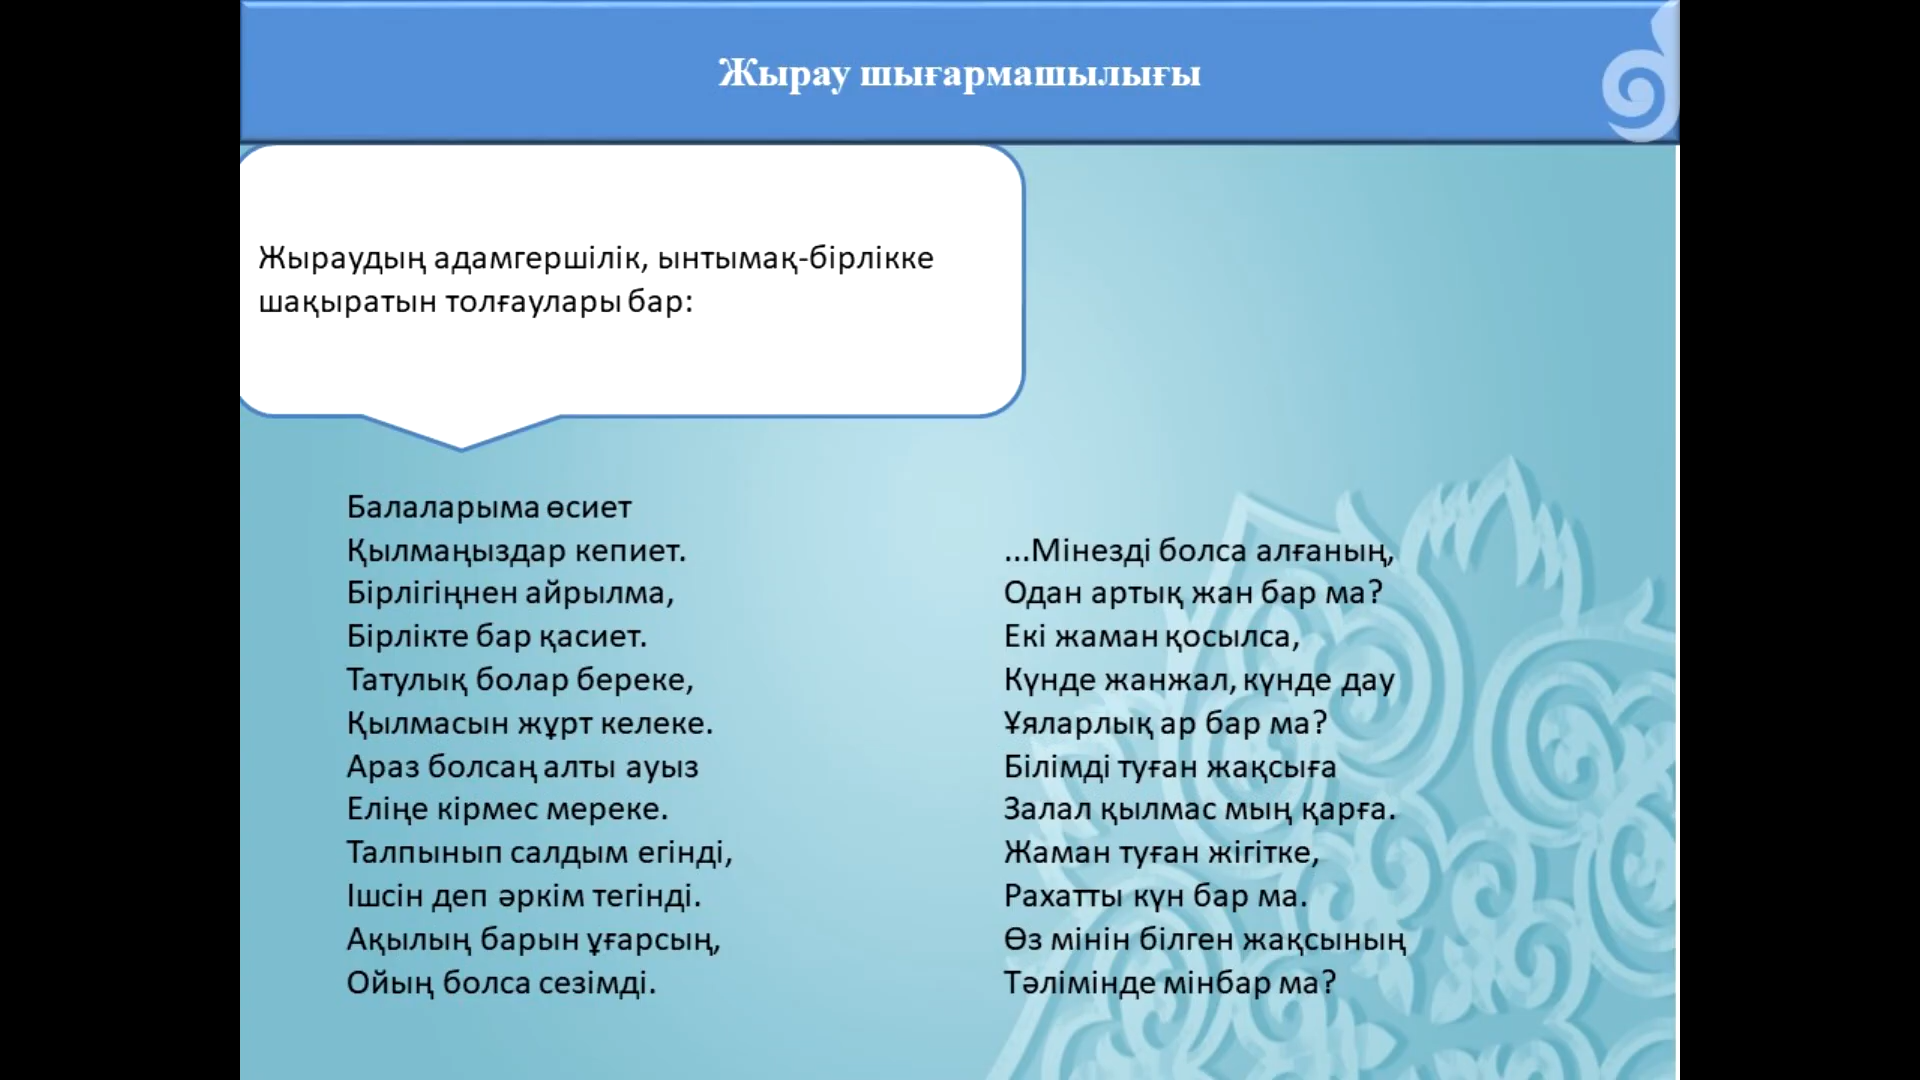 Жырау шығармашылығы
Жыраудың адамгершілік, ынтымақ-бірлікке
шақыратын толғаулары бар:
Балаларыма өсиет
Қылмаңыздар кепиет.
Бірлігіңнен айрылма,
Бірлікте бар қасиет.
Татулық болар береке,
Қылмасын жұрт келеке.
Араз болсаң алты ауыз
Еліңе кірмес мереке.
Талпынып салдым егінді,
Ішсін деп әркім тегінді.
Ақылың барын ұғарсың,
Ойың болса сезімді.
...Мінезді болса алғаның,
Одан артық жан бар ма?
Екі жаман қосылса,
Күнде жанжал, күнде дау
Ұяларлық ар бар ма?
Білімді туған жақсыға
Залал қылмас мың қарға.
Жаман туған жігітке,
Рахатты күн бар ма.
Өз мінін білген жақсының
Тәлімінде мінбар ма?